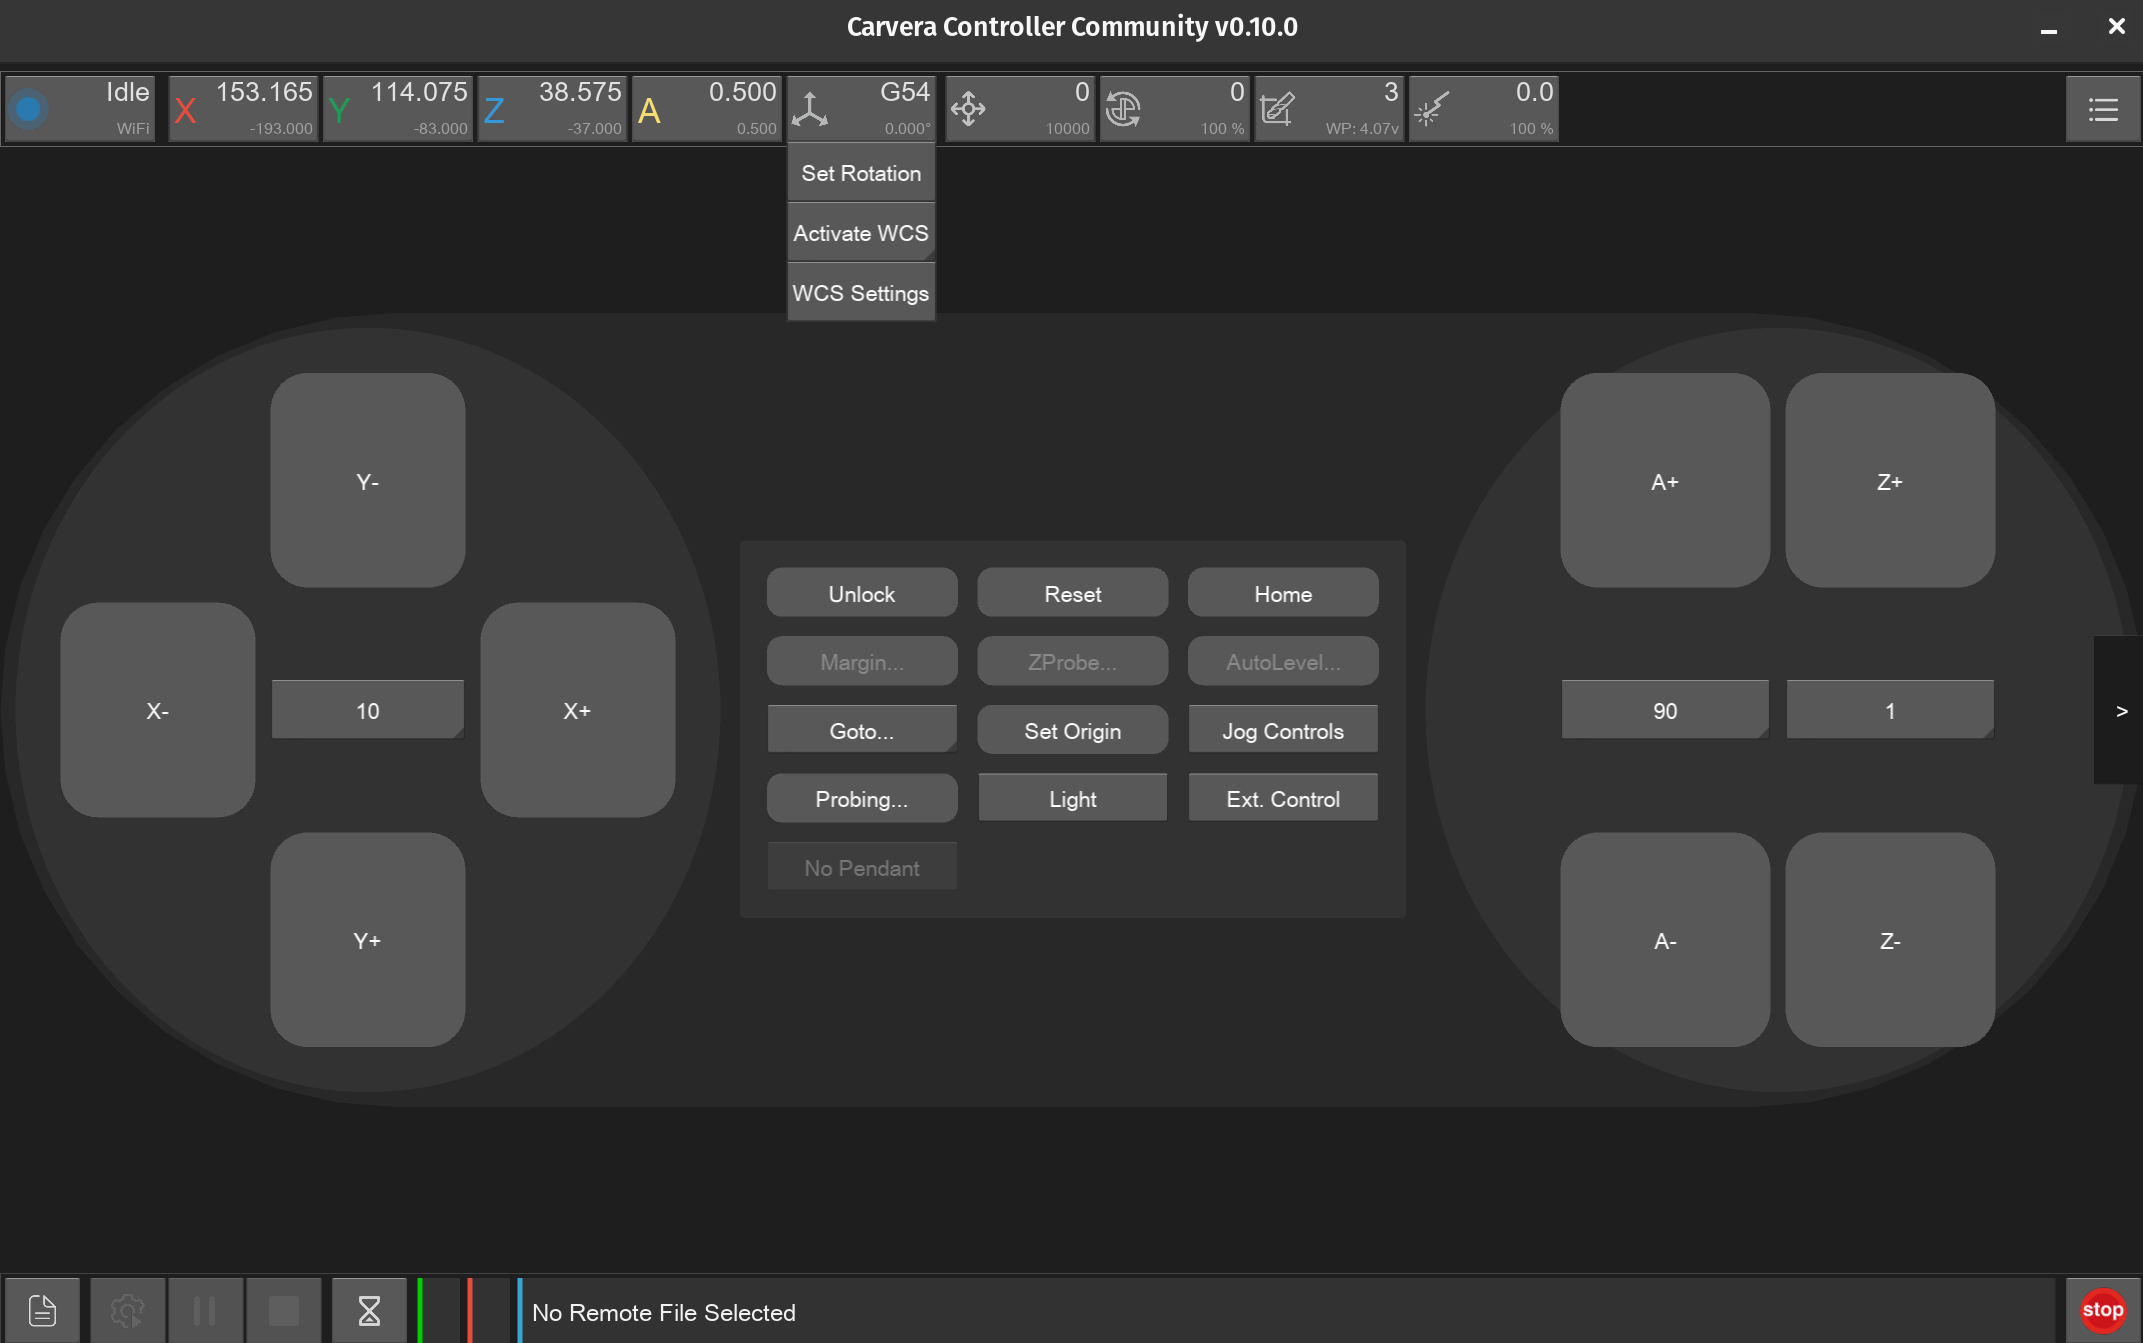 Carvera Controller Community v0.10.0
Idle
WiFi
X 153.165
-193.000
Y 114.075
-83.000
Z 38.575
-37.000
A 0.500
0.500
G54
0.000°
0
10000
0
100 %
3
WP: 4.07v
0.0
100 %
Set Rotation
Activate WCS
WCS Settings
Y-
X-
10
X+
Y+
Unlock
Reset
Home
Margin...
ZProbe...
AutoLevel...
Goto...
Set Origin
Jog Controls
Probing...
Light
Ext. Control
No Pendant
A+
Z+
90
1
A-
Z-
>
No Remote File Selected
stop